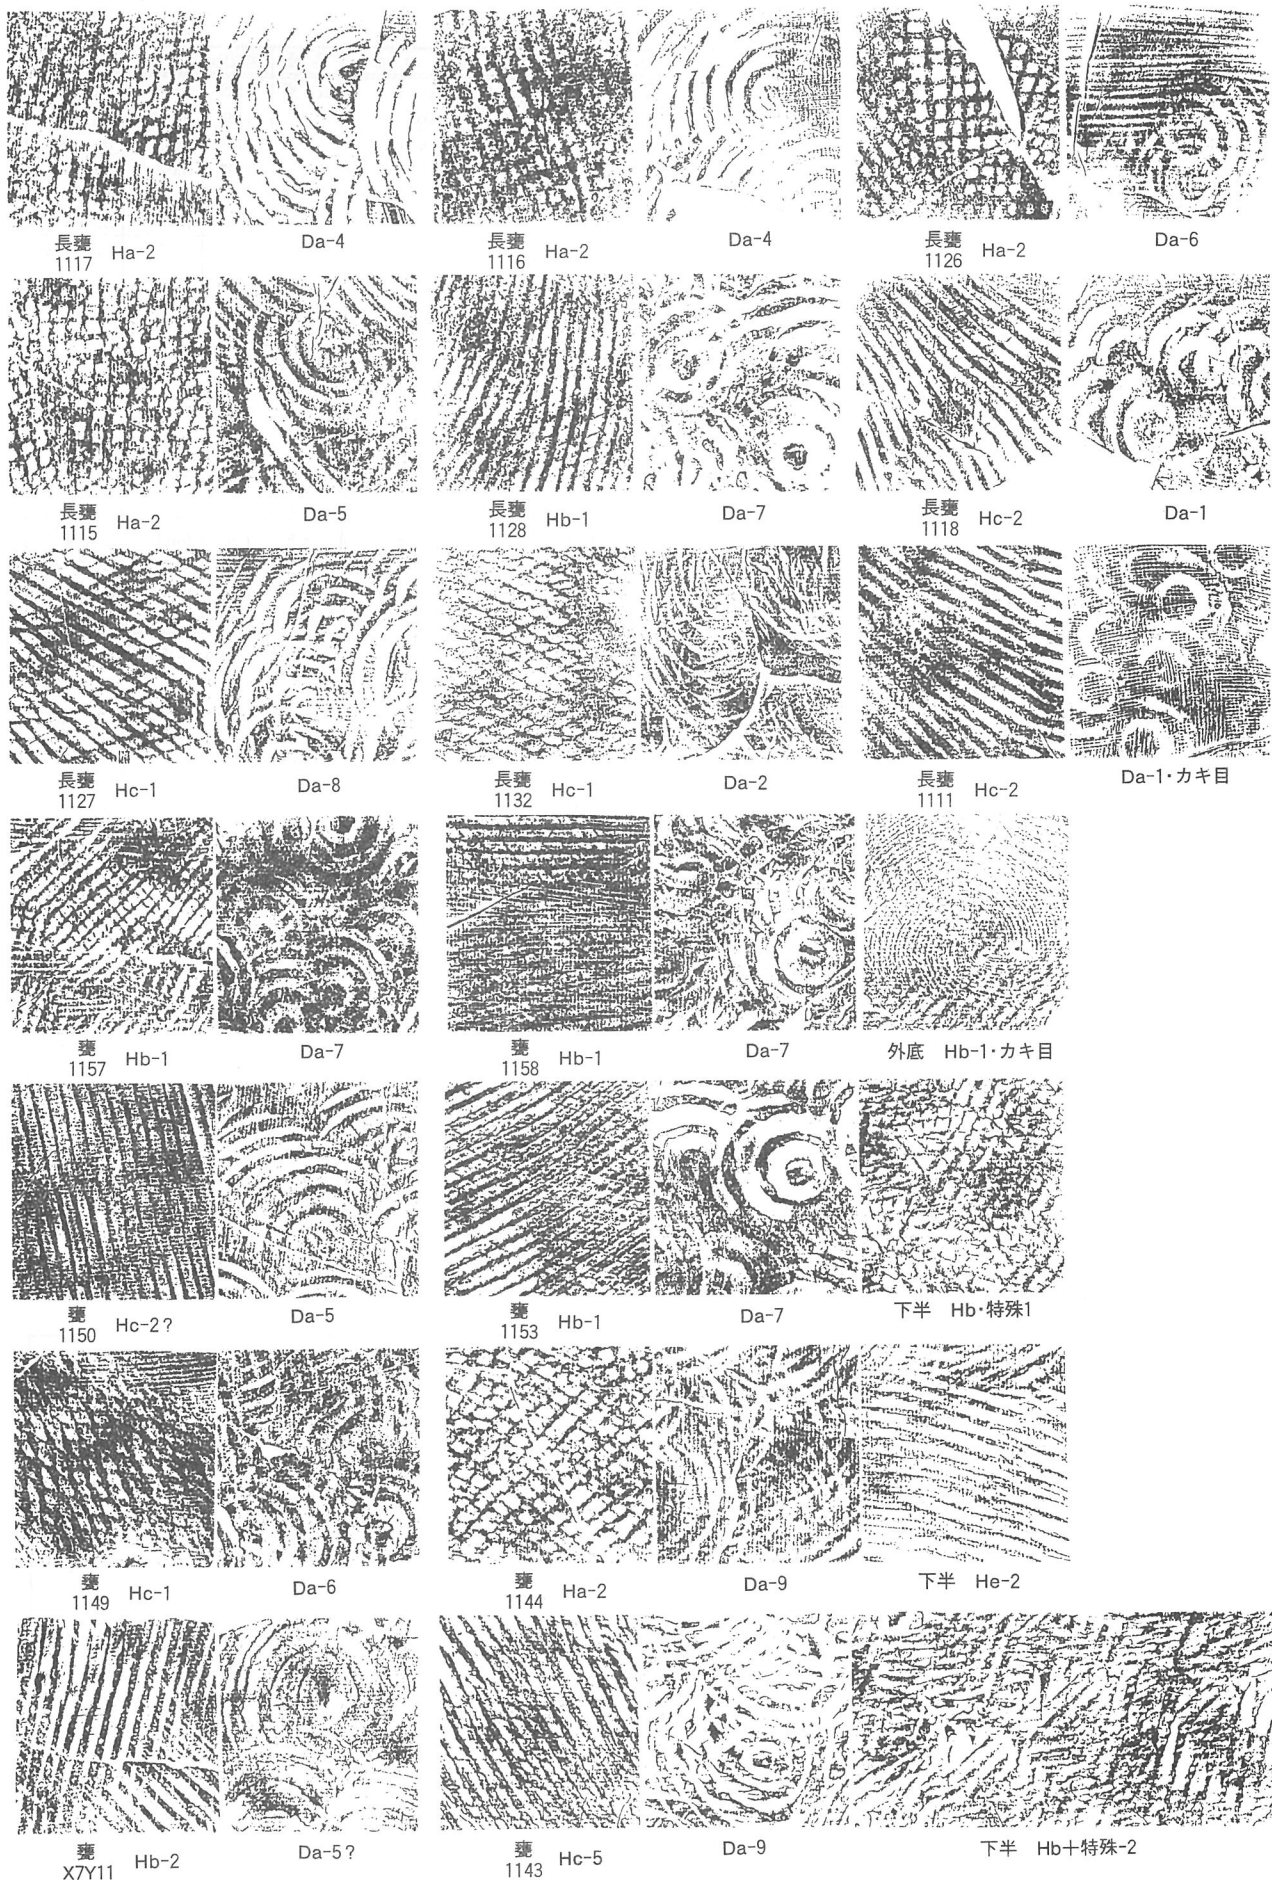 長甕 1117 Ha-2 Da-4 長甕 1116 Ha-2 Da-4 長甕 1126 Ha-2 Da-6
長甕 1115 Ha-2 Da-5 長甕 1128 Hb-1 Da-7 長甕 1118 Hc-2 Da-1
長甕 1127 Hc-1 Da-8 長甕 1132 Hc-1 Da-2 長甕 1111 Hc-2 Da-1・カキ目
甕 1157 Hb-1 Da-7 甕 1158 Hb-1 Da-7 外底 Hb-1・カキ目
甕 1150 Hc-2? Da-5 甕 1153 Hb-1 Da-7 下半 Hb・特殊1
甕 1149 Hc-1 Da-6 甕 1144 Ha-2 Da-9 下半 He-2
甕 X7Y11 Hb-2 Da-5? 甕 1143 Hc-5 Da-9 下半 Hb+特殊-2